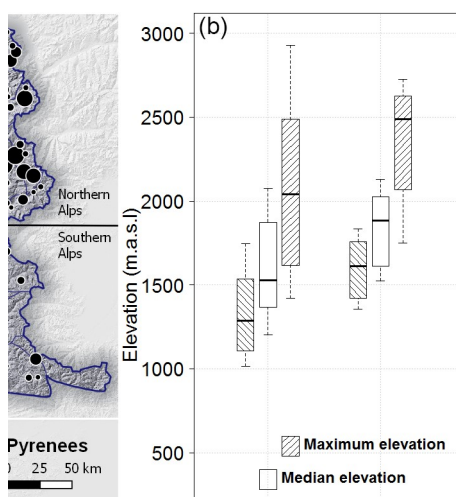 Northern
Alps
Southern
Alps
Pyrenees
0 25 50 km
(b)
Elevation (m.a.s.l)
3000
2500
2000
1500
1000
500
Maximum elevation
Median elevation